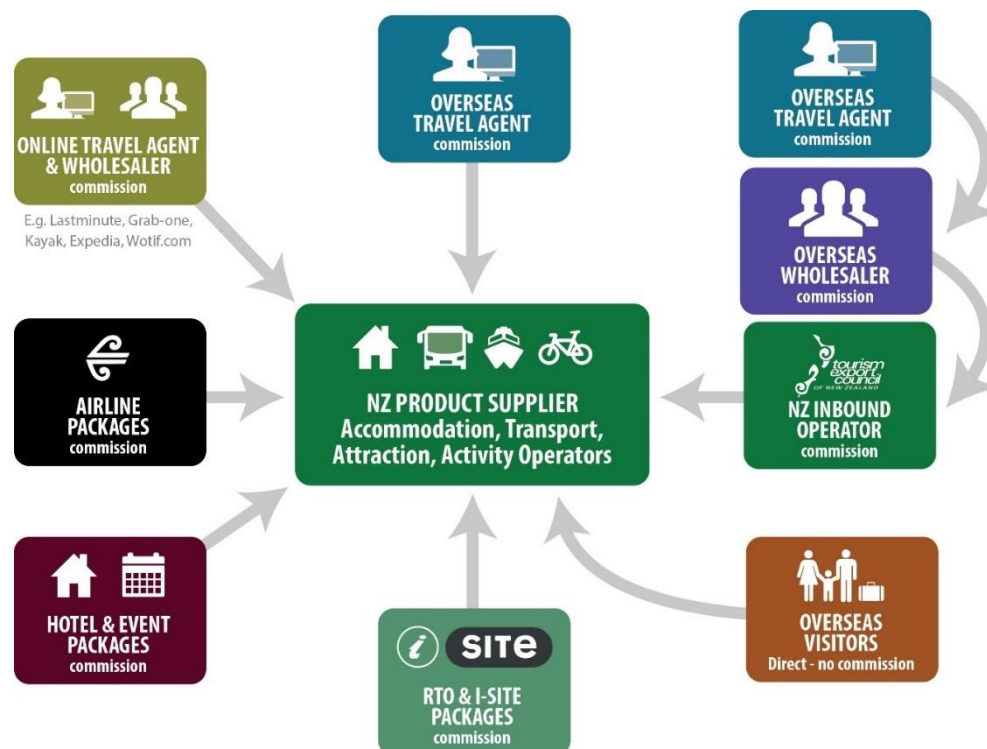 ONLINE TRAVEL AGENT
& WHOLESALER
commission
E.g. Lastminute, Grab-one,
Kayak, Expedia, Wotif.com
OVERSEAS
TRAVEL AGENT
commission
OVERSEAS
TRAVEL AGENT
commission
OVERSEAS
WHOLESALER
commission
AIRLINE
PACKAGES
commission
NZ PRODUCT SUPPLIER
Accommodation, Transport,
Attraction, Activity Operators
tourism
export
council
OF NEW ZEALAND
NZ INBOUND
OPERATOR
commission
HOTEL & EVENT
PACKAGES
commission
i SITE
RTO & I-SITE
PACKAGES
commission
OVERSEAS
VISITORS
Direct - no commission